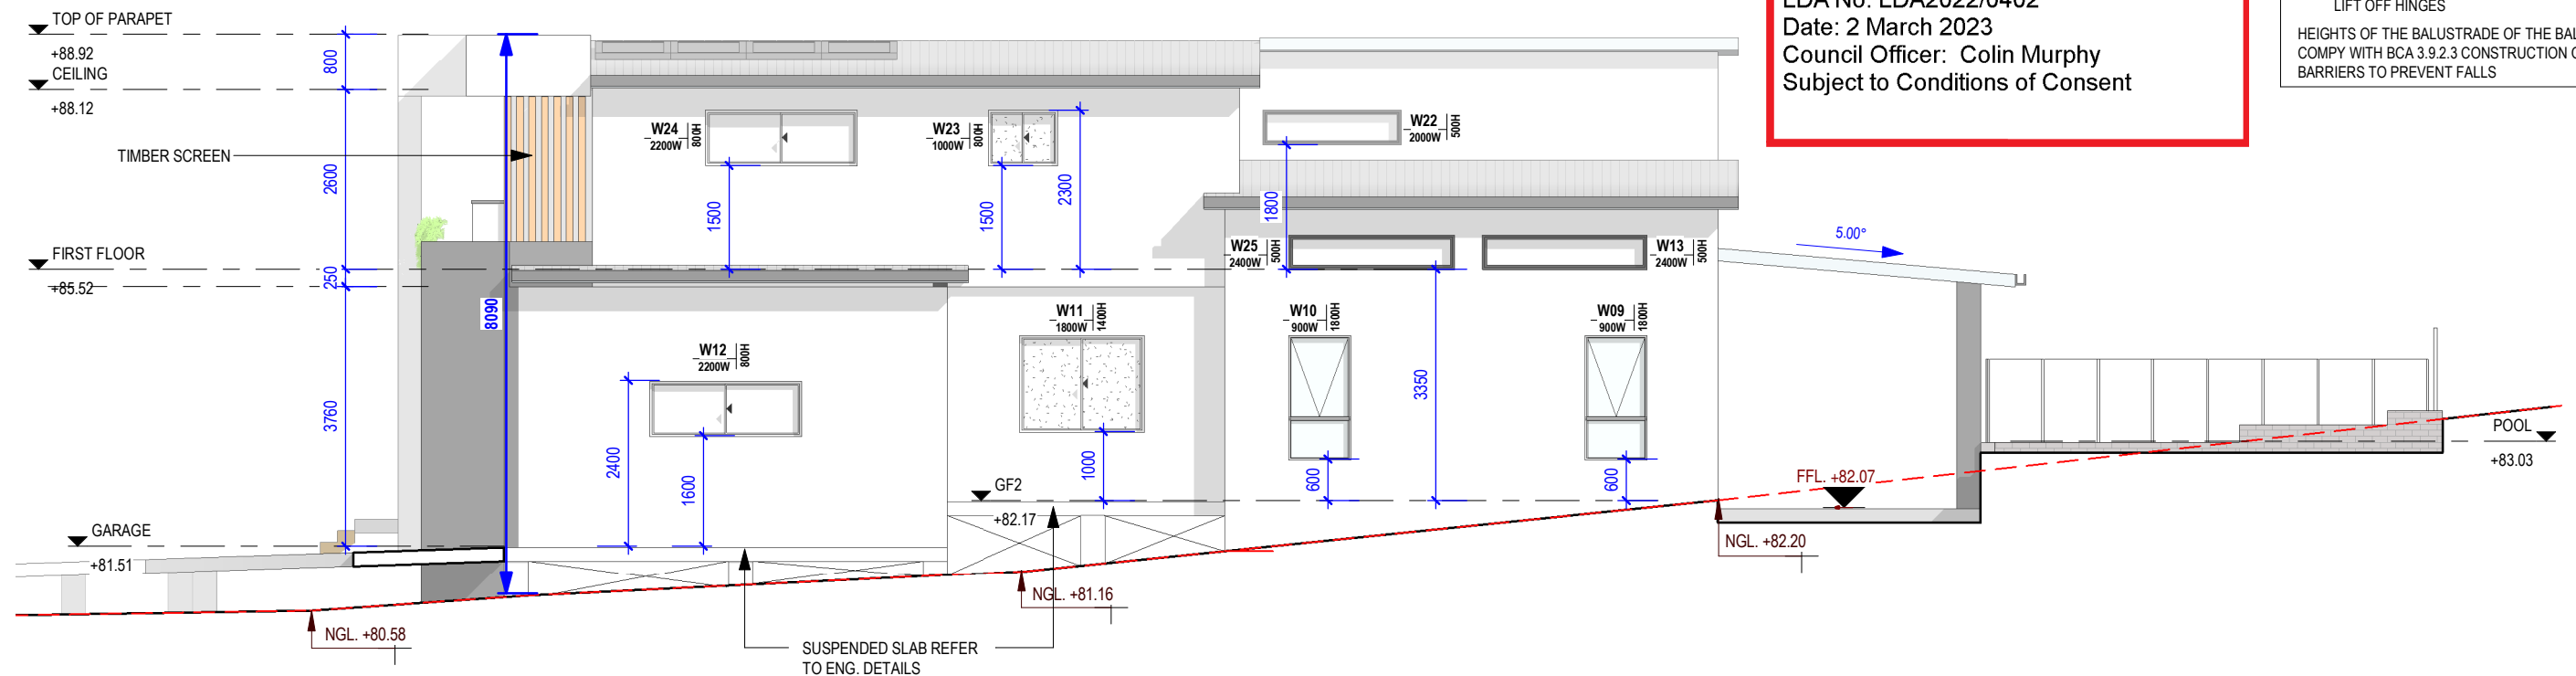 TOP OF PARAPET
+88.92
CEILING
+88.12
TIMBER SCREEN
FIRST FLOOR
+85.52
GARAGE
+81.51
800
2600
250
3760
8090
NGL. +80.58
W24
2200W
800H
W23
1000W
800H
W22
2000W
500H
1500
1500
2300
1800
W25
2400W
500H
W13
2400W
500H
W12
2200W
800H
W11
1800W
1400H
W10
900W
1800H
W09
900W
1800H
2400
1600
1000
600
3350
600
GF2
+82.17
NGL. +81.16
NGL. +82.20
FFL. +82.07
5.00°
POOL
+83.03
SUSPENDED SLAB REFER
TO ENG. DETAILS
LDA No: LDA2022/0402
Date: 2 March 2023
Council Officer: Colin Murphy
Subject to Conditions of Consent
LIFT OFF HINGES
HEIGHTS OF THE BALUSTRADE OF THE
COMPY WITH BCA 3.9.2.3 CONSTRUCTION
BARRIERS TO PREVENT FALLS